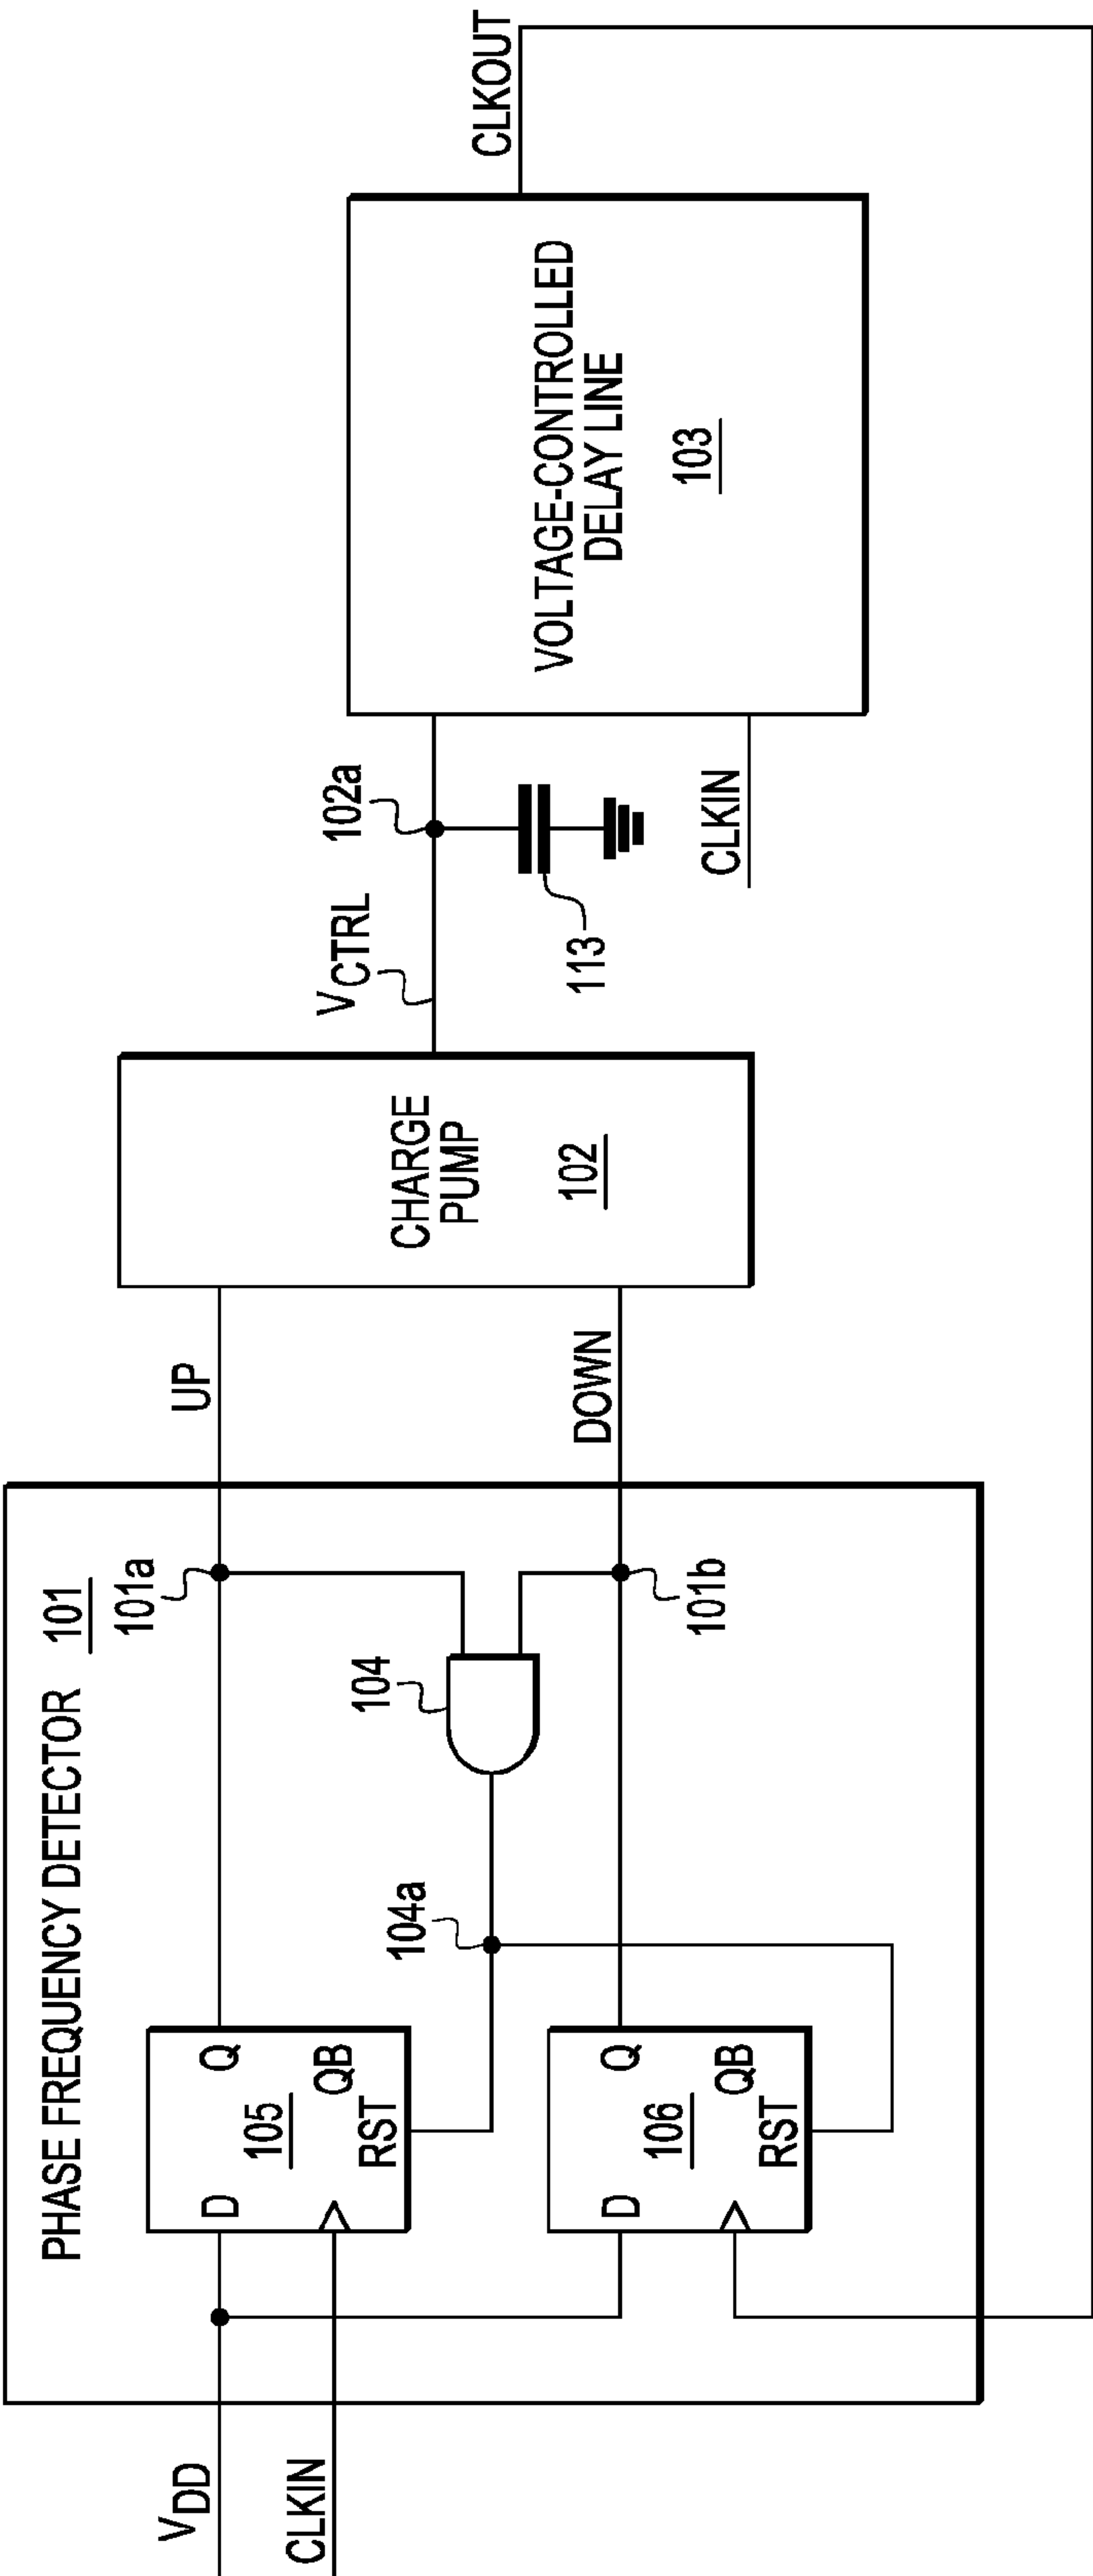 PHASE FREQUENCY DETECTOR 101
VDD
CLKIN
D
Q
105
QB
RST
D
Q
106
QB
RST
104a
104
101a
101b
UP
DOWN
CHARGE
PUMP
102
VCTRL
102a
113
CLKIN
VOLTAGE-CONTROLLED
DELAY LINE
103
CLKOUT